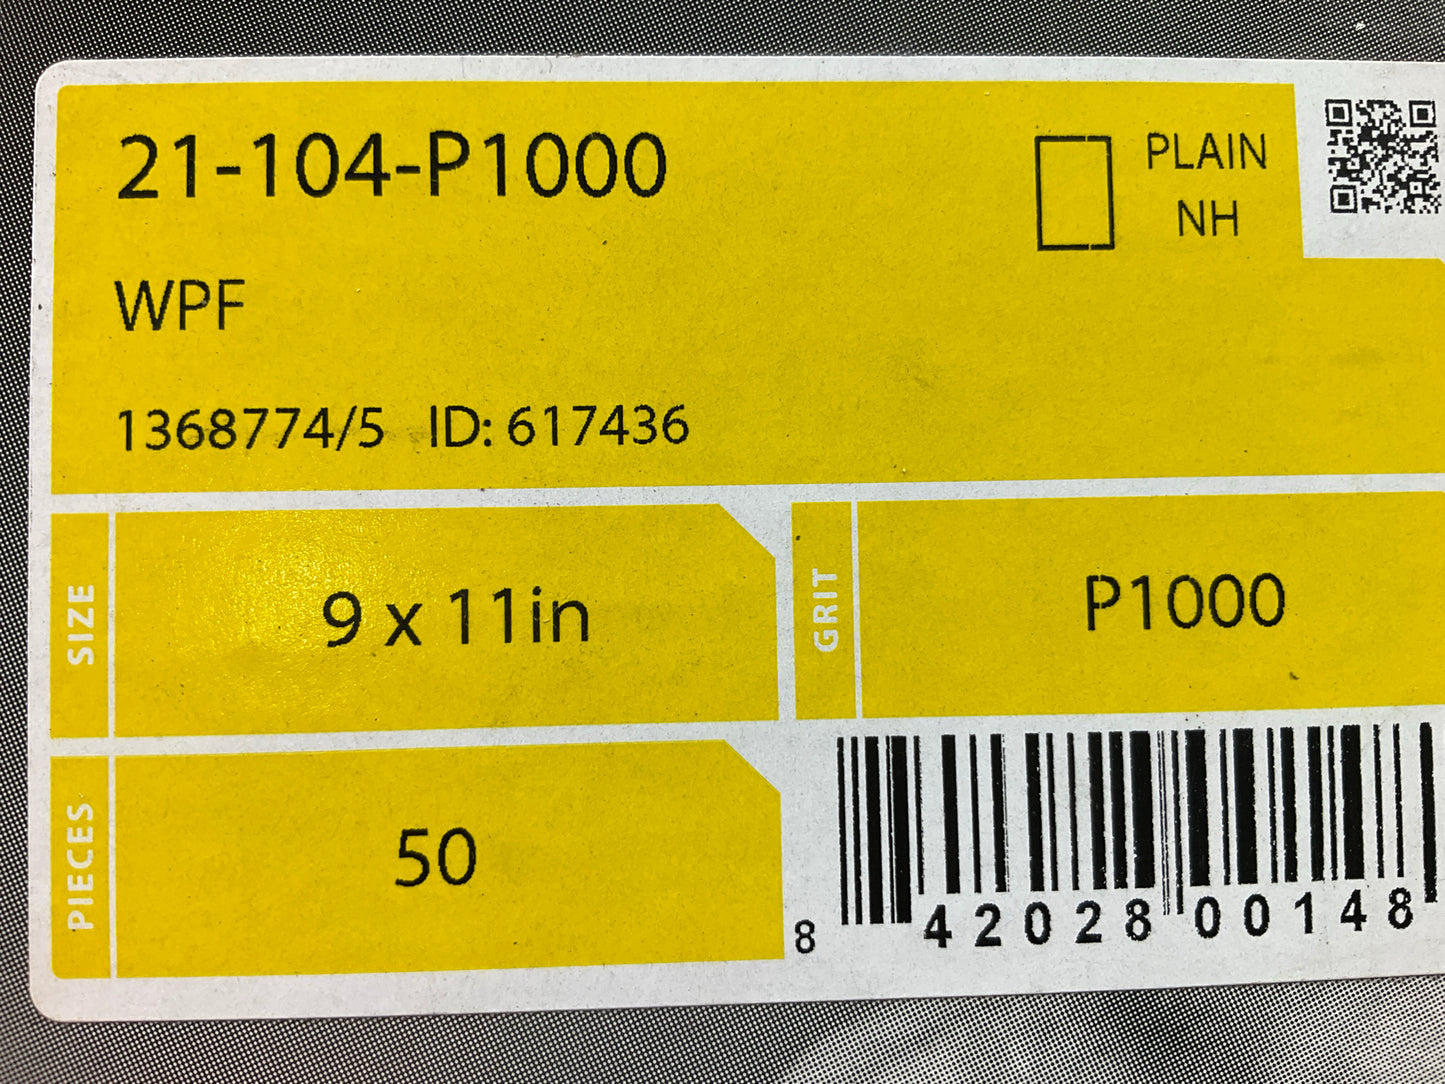 21-104-P1000
PLAIN
NH
WPF
1368774/5 ID: 617436
SIZE
9 x 11in
GRIT
P1000
PIECES
50
8 42028 00148